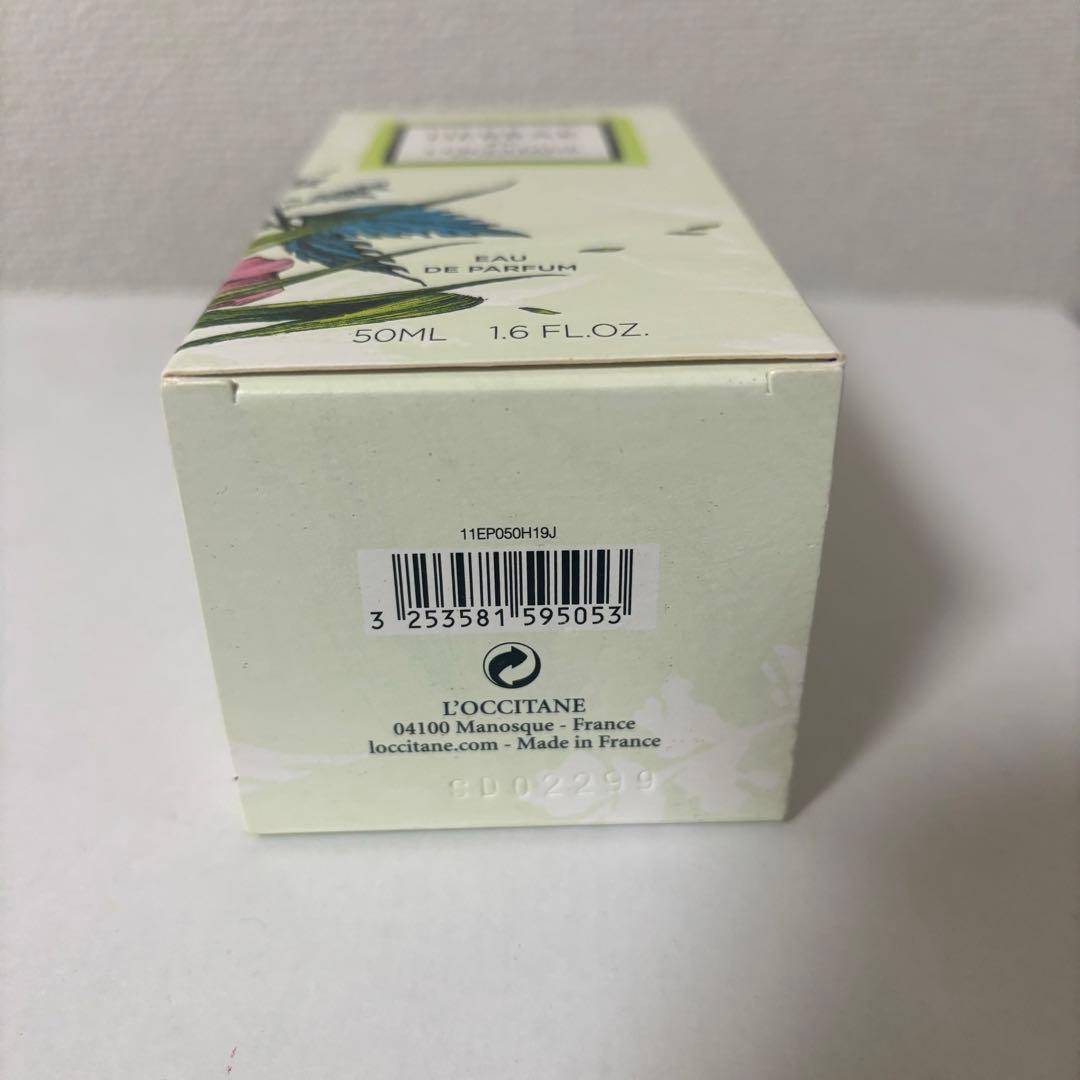 EAU
DE PARFUM
50ML 1.6 FL.OZ.
11EP050H19J
3 253581 595053
L'OCCITANE
04100 Manosque - France
loccitane.com - Made in France
SD02299